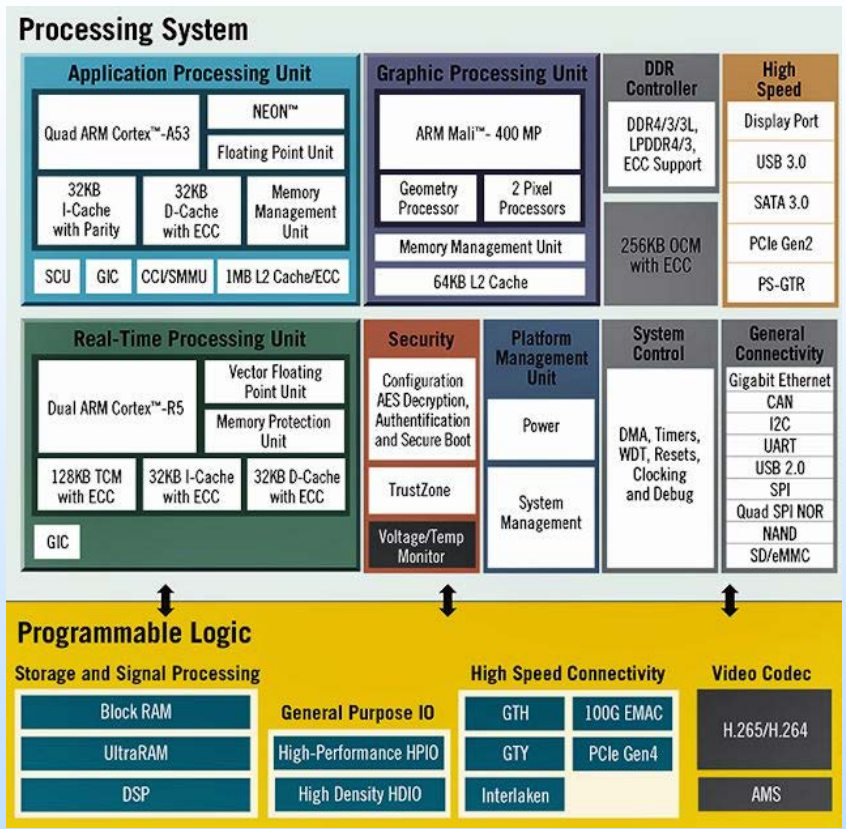 Processing System
Application Processing Unit
Quad ARM Cortex™-A53
NEON™
Floating Point Unit
32KB
I-Cache
with Parity
32KB
D-Cache
with ECC
Memory
Management
Unit
SCU
GIC
CCI/SMMU
1MB L2 Cache/ECC
Graphic Processing Unit
ARM Mali™- 400 MP
Geometry
Processor
2 Pixel
Processors
Memory Management Unit
64KB L2 Cache
DDR
Controller
DDR4/3/3L,
LPDDR4/3,
ECC Support
256KB OCM
with ECC
High
Speed
Display Port
USB 3.0
SATA 3.0
PCIe Gen2
PS-GTR
Real-Time Processing Unit
Dual ARM Cortex™-R5
Vector Floating
Point Unit
Memory Protection
Unit
128KB TCM
with ECC
32KB I-Cache
with ECC
32KB D-Cache
with ECC
GIC
Security
Configuration
AES Decryption,
Authentification
and Secure Boot
TrustZone
Voltage/Temp
Monitor
Platform
Management
Unit
Power
System
Management
System
Control
DMA, Timers,
WDT, Resets,
Clocking
and Debug
General
Connectivity
Gigabit Ethernet
CAN
I2C
UART
USB 2.0
SPI
Quad SPI NOR
NAND
SD/eMMC
Programmable Logic
Storage and Signal Processing
Block RAM
UltraRAM
DSP
General Purpose IO
High-Performance HPIO
High Density HDIO
High Speed Connectivity
GTH
100G EMAC
GTY
PCIe Gen4
Interlaken
Video Codec
H.265/H.264
AMS